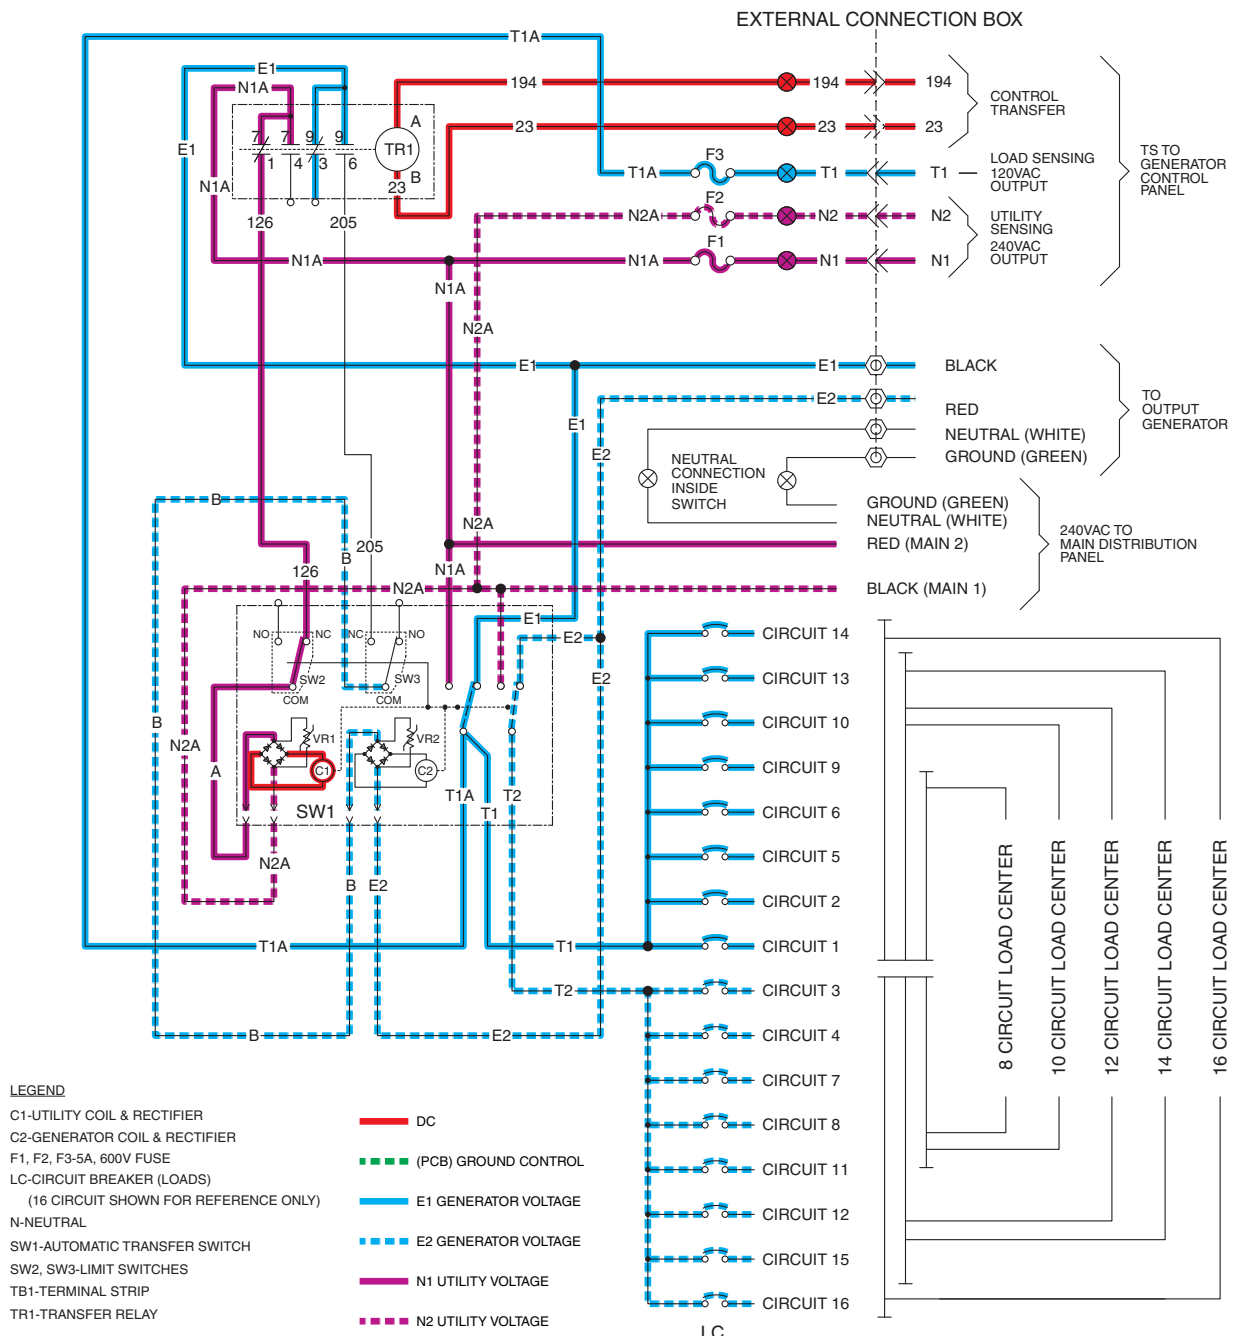 EXTERNAL CONNECTION BOX
T1A
E1
N1A
194
194
194
CONTROL
TRANSFER
23
23
23
7
7
9
9
1
4
3
6
A
TR1
B
23
E1
N1A
126
205
F3
T1A
T1
T1
LOAD SENSING
120VAC
OUTPUT
TS TO
GENERATOR
CONTROL
PANEL
F2
N2A
N2
N2
UTILITY
SENSING
240VAC
OUTPUT
F1
N1A
N1A
N1
N1
N1A
N2A
E1
E1
BLACK
E2
RED
TO
OUTPUT
GENERATOR
E1
E2
NEUTRAL (WHITE)
GROUND (GREEN)
NEUTRAL
CONNECTION
INSIDE
SWITCH
B
GROUND (GREEN)
NEUTRAL (WHITE)
N2A
205
B
RED (MAIN 2)
240VAC TO
MAIN DISTRIBUTION
PANEL
126
N1A
N2A
BLACK (MAIN 1)
E1
E2
NO
NC
NC
NO
SW2
SW3
COM
COM
E2
B
N2A
A
VR1
VR2
C1
C2
SW1
T1A
T1
T2
N2A
B
E2
T1A
T1
T2
B
E2
CIRCUIT 14
CIRCUIT 13
CIRCUIT 10
CIRCUIT 9
CIRCUIT 6
CIRCUIT 5
CIRCUIT 2
CIRCUIT 1
CIRCUIT 3
CIRCUIT 4
CIRCUIT 7
CIRCUIT 8
CIRCUIT 11
CIRCUIT 12
CIRCUIT 15
CIRCUIT 16
LC
8 CIRCUIT LOAD CENTER
10 CIRCUIT LOAD CENTER
12 CIRCUIT LOAD CENTER
14 CIRCUIT LOAD CENTER
16 CIRCUIT LOAD CENTER
LEGEND
C1-UTILITY COIL & RECTIFIER
C2-GENERATOR COIL & RECTIFIER
F1, F2, F3-5A, 600V FUSE
LC-CIRCUIT BREAKER (LOADS)
(16 CIRCUIT SHOWN FOR REFERENCE ONLY)
N-NEUTRAL
SW1-AUTOMATIC TRANSFER SWITCH
SW2, SW3-LIMIT SWITCHES
TB1-TERMINAL STRIP
TR1-TRANSFER RELAY
DC
(PCB) GROUND CONTROL
E1 GENERATOR VOLTAGE
E2 GENERATOR VOLTAGE
N1 UTILITY VOLTAGE
N2 UTILITY VOLTAGE